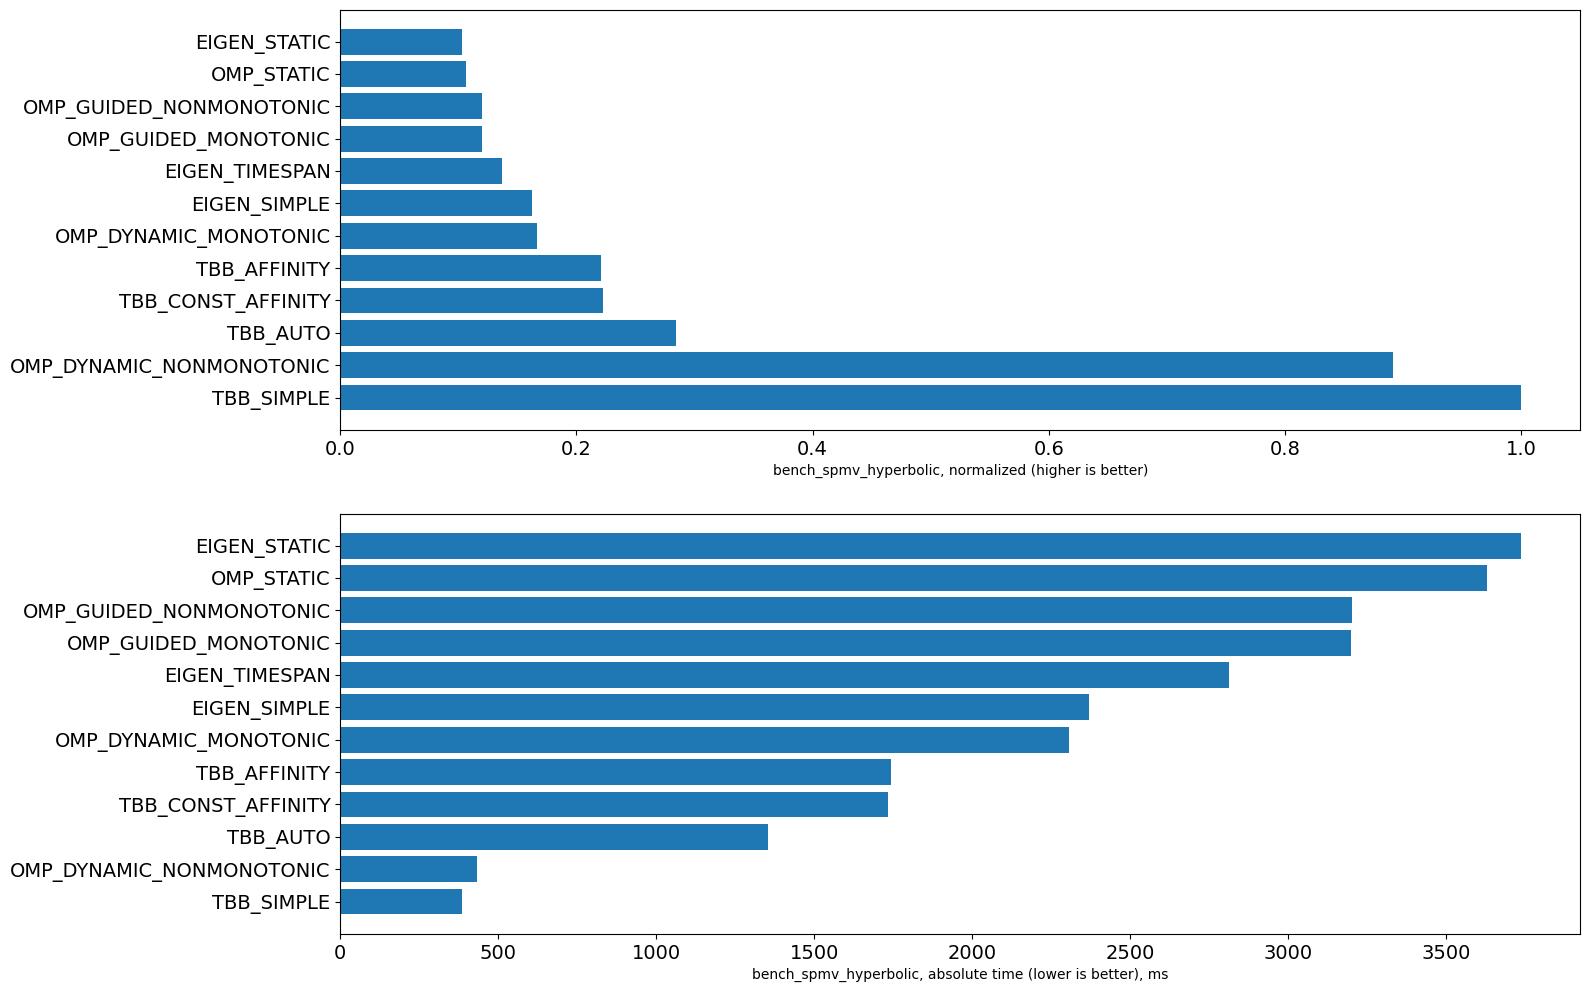 EIGEN_STATIC
OMP_STATIC
OMP_GUIDED_NONMONOTONIC
OMP_GUIDED_MONOTONIC
EIGEN_TIMESPAN
EIGEN_SIMPLE
OMP_DYNAMIC_MONOTONIC
TBB_AFFINITY
TBB_CONST_AFFINITY
TBB_AUTO
OMP_DYNAMIC_NONMONOTONIC
TBB_SIMPLE
0.0 0.2 0.4 0.6 0.8 1.0
bench_spmv_hyperbolic, normalized (higher is better)
EIGEN_STATIC
OMP_STATIC
OMP_GUIDED_NONMONOTONIC
OMP_GUIDED_MONOTONIC
EIGEN_TIMESPAN
EIGEN_SIMPLE
OMP_DYNAMIC_MONOTONIC
TBB_AFFINITY
TBB_CONST_AFFINITY
TBB_AUTO
OMP_DYNAMIC_NONMONOTONIC
TBB_SIMPLE
0 500 1000 1500 2000 2500 3000 3500
bench_spmv_hyperbolic, absolute time (lower is better), ms